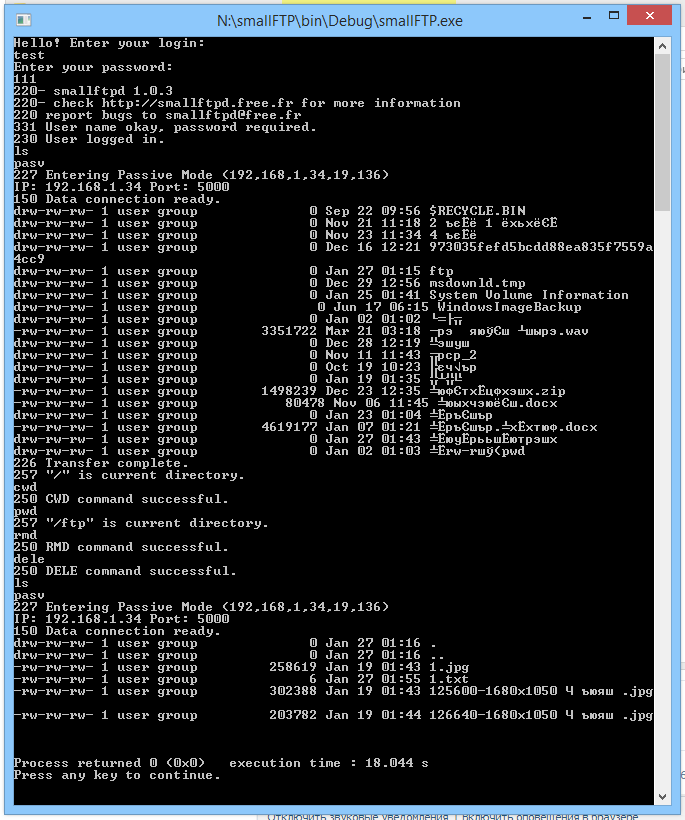 N:\smallFTP\bin\Debug\smallFTP.exe
Hello! Enter your login:
test
Enter your password:
111
220- smallftpd 1.0.3
220- check http://smallftpd.free.fr for more information
220 report bugs to smallftpd@free.fr
331 User name okay, password required.
230 User logged in.
ls
pasv
227 Entering Passive Mode (192,168,1,34,19,136)
IP: 192.168.1.34 Port: 5000
150 Data connection ready.
drw-rw-rw- 1 user group 0 Sep 22 09:56 $RECYCLE.BIN
drw-rw-rw- 1 user group 0 Nov 21 11:18 2 ъєЁё 1 ёхьхёЄЁ
drw-rw-rw- 1 user group 0 Nov 23 11:34 4 ъєЁё
drw-rw-rw- 1 user group 0 Dec 16 12:21 973035fefd5bcdd88ea835f7559a
4cc9
drw-rw-rw- 1 user group 0 Jan 27 01:15 ftp
drw-rw-rw- 1 user group 0 Dec 29 12:56 msdownld.tmp
drw-rw-rw- 1 user group 0 Jan 25 01:41 System Volume Information
drw-rw-rw- 1 user group 0 Jun 17 06:15 WindowsImageBackup
drw-rw-rw- 1 user group 0 Jan 02 01:02
-rw-rw-rw- 1 user group 3351722 Mar 21 03:18
drw-rw-rw- 1 user group 0 Dec 28 12:19
drw-rw-rw- 1 user group 0 Nov 11 11:43 ╤рср_2
drw-rw-rw- 1 user group 0 Oct 19 10:23
drw-rw-rw- 1 user group 0 Jan 19 01:35
-rw-rw-rw- 1 user group 1498239 Dec 23 12:35
-rw-rw-rw- 1 user group 80478 Nov 06 11:45
drw-rw-rw- 1 user group 0 Jan 23 01:04 ╧ЁръЄшър
-rw-rw-rw- 1 user group 4619177 Jan 07 01:21
drw-rw-rw- 1 user group 0 Jan 27 01:43
drw-rw-rw- 1 user group 0 Jan 02 01:03
226 Transfer complete.
257 "/" is current directory.
cwd
250 CWD command successful.
pwd
257 "/ftp" is current directory.
rmd
250 RMD command successful.
dele
250 DELE command successful.
ls
pasv
227 Entering Passive Mode (192,168,1,34,19,136)
IP: 192.168.1.34 Port: 5000
150 Data connection ready.
drw-rw-rw- 1 user group 0 Jan 27 01:16 .
drw-rw-rw- 1 user group 0 Jan 27 01:16 ..
-rw-rw-rw- 1 user group 258619 Jan 19 01:43 1.jpg
-rw-rw-rw- 1 user group 6 Jan 27 01:55 1.txt
-rw-rw-rw- 1 user group 302388 Jan 19 01:43 125600-1680x1050 Ч ъюяш .jpg
-rw-rw-rw- 1 user group 203782 Jan 19 01:44 126640-1680x1050 Ч ъюяш .jpg
Process returned 0 (0x0) execution time : 18.044 s
Press any key to continue.
Отключить звуковые уведомления | Включить оповещения в браузере